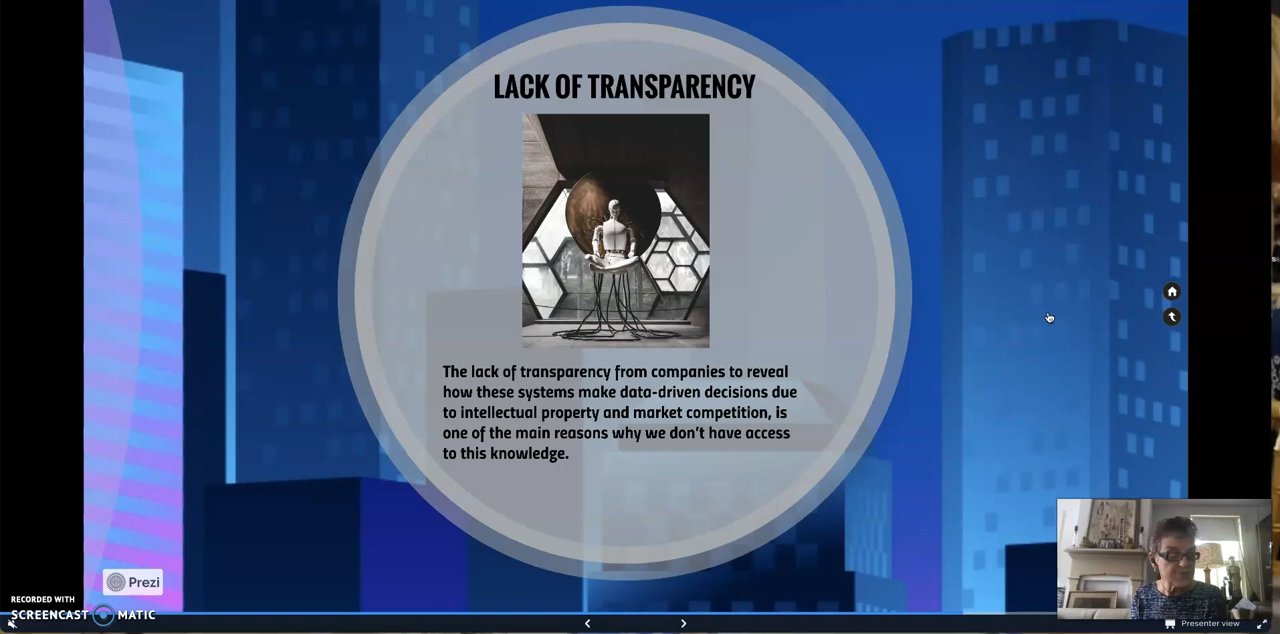 LACK OF TRANSPARENCY
The lack of transparency from companies to reveal
how these systems make data-driven decisions due
to intellectual property and market competition, is
one of the main reasons why we don't have access
to this knowledge.
Prezi
RECORDED WITH
SCREENCAST MATIC
Presenter view